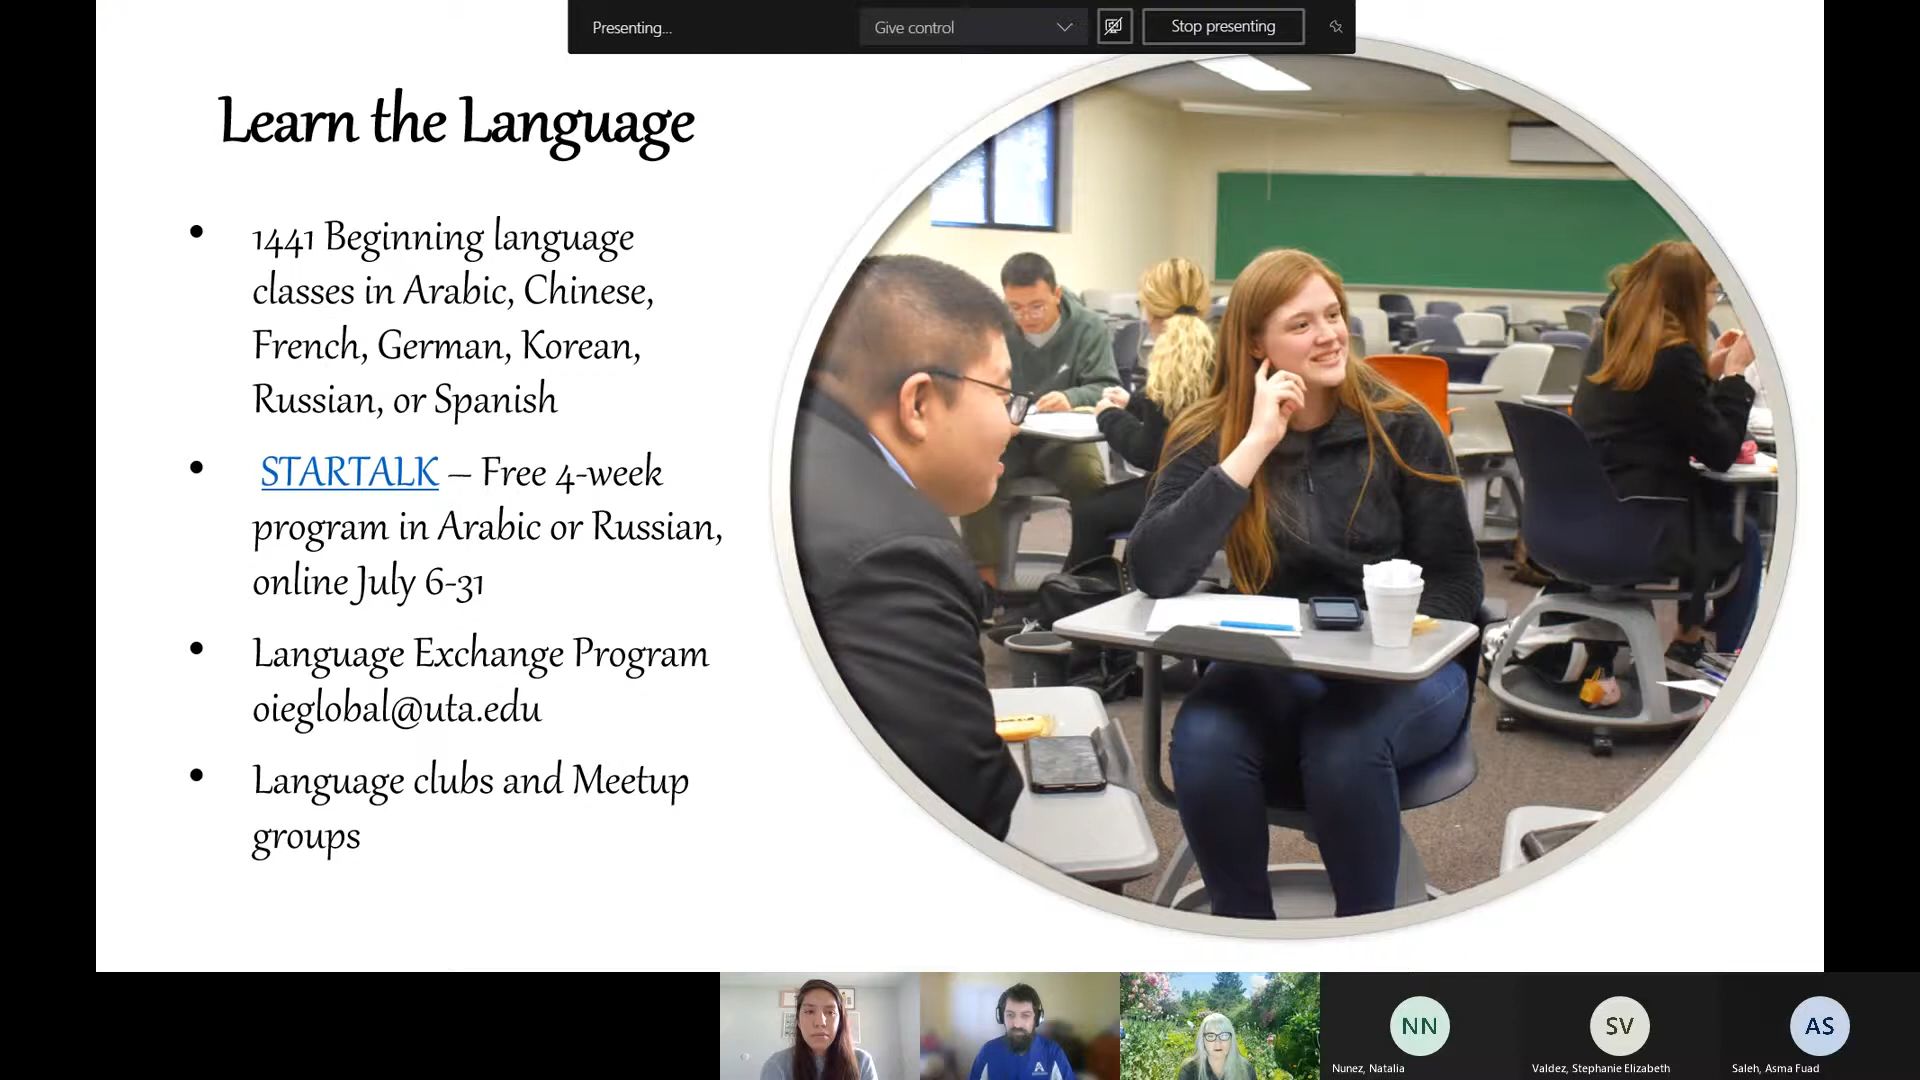 Presenting...
Give control
Stop presenting
Learn the Language
• 1441 Beginning language
classes in Arabic, Chinese,
French, German, Korean,
Russian, or Spanish
• STARTALK – Free 4-week
program in Arabic or Russian,
online July 6-31
• Language Exchange Program
oieglobal@uta.edu
• Language clubs and Meetup
groups
NN
SV
AS
Nunez, Natalia
Valdez, Stephanie Elizabeth
Saleh, Asma Fuad